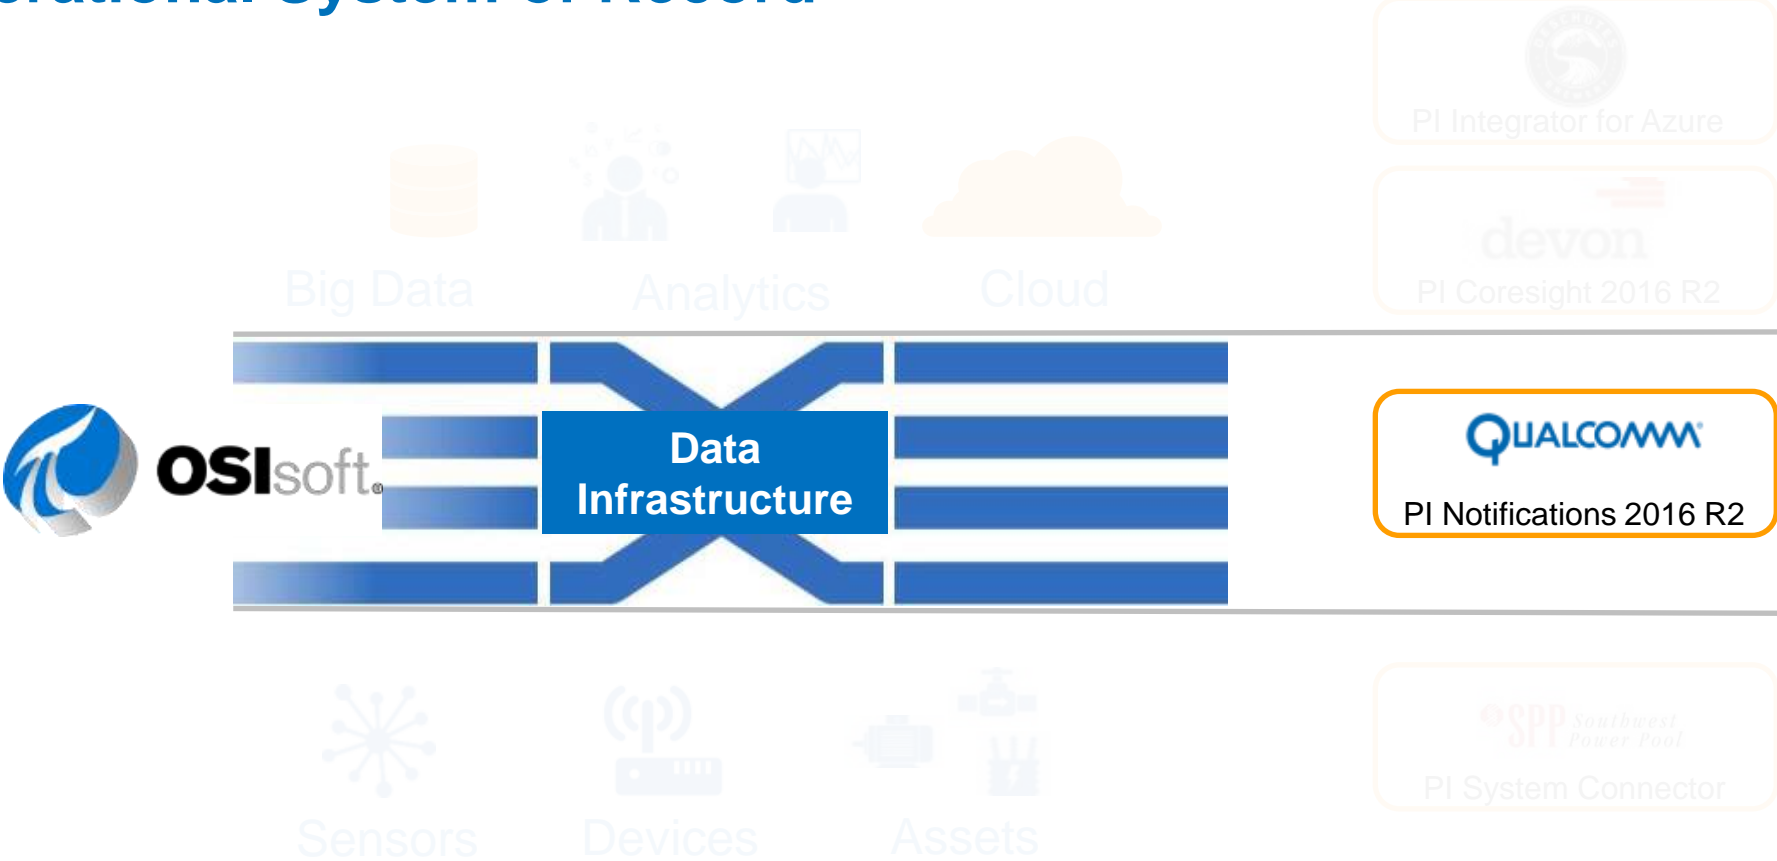 erational System of Record
PI Integrator for Azure
devon
Big Data
Analytics
Cloud
PI Coresight 2016 R2
OSIsoft®
Data
Infrastructure
QUALCOMM®
PI Notifications 2016 R2
SPP Southwest
Power Pool
PI System Connector
Sensors
Devices
Assets